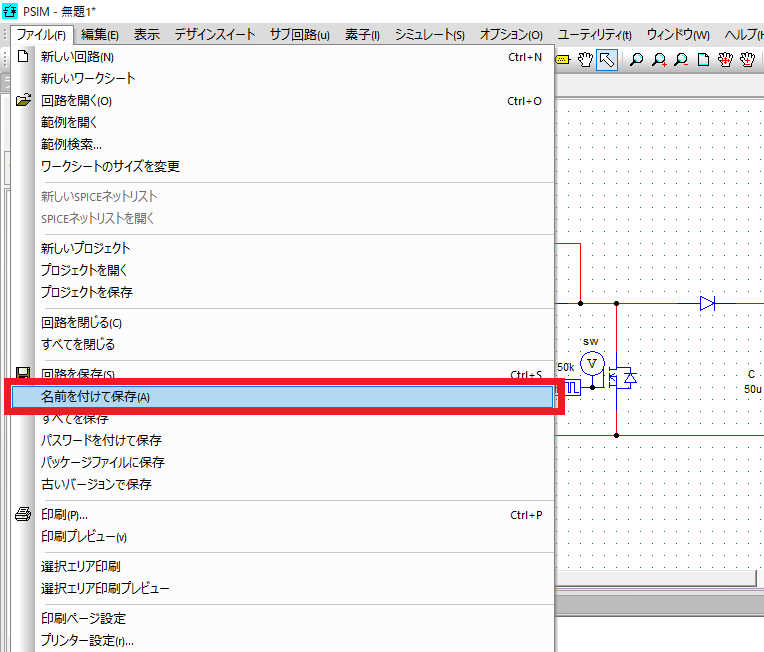 PSIM - 無題1*
ファイル(F) 編集(E) 表示 デザインスイート サブ回路(u) 素子(I) シミュレート(S) オプション(O) ユーティリティ(t) ウィンドウ(W) ヘルプ(H
新しい回路(N) Ctrl+N
新しいワークシート
回路を開く(O) Ctrl+O
範例を開く
範例検索...
ワークシートのサイズを変更
新しいSPICEネットリスト
SPICEネットリストを開く
新しいプロジェクト
プロジェクトを開く
プロジェクトを保存
回路を閉じる(C)
すべてを閉じる
回路を保存(S) Ctrl+S
名前を付けて保存(A)
すべてを保存
パスワードを付けて保存
パッケージファイルに保存
古いバージョンで保存
印刷(P)... Ctrl+P
印刷プレビュー(v)
選択エリア印刷
選択エリア印刷プレビュー
印刷ページ設定
プリンター設定(r)...
sw
V
50k
C
50u